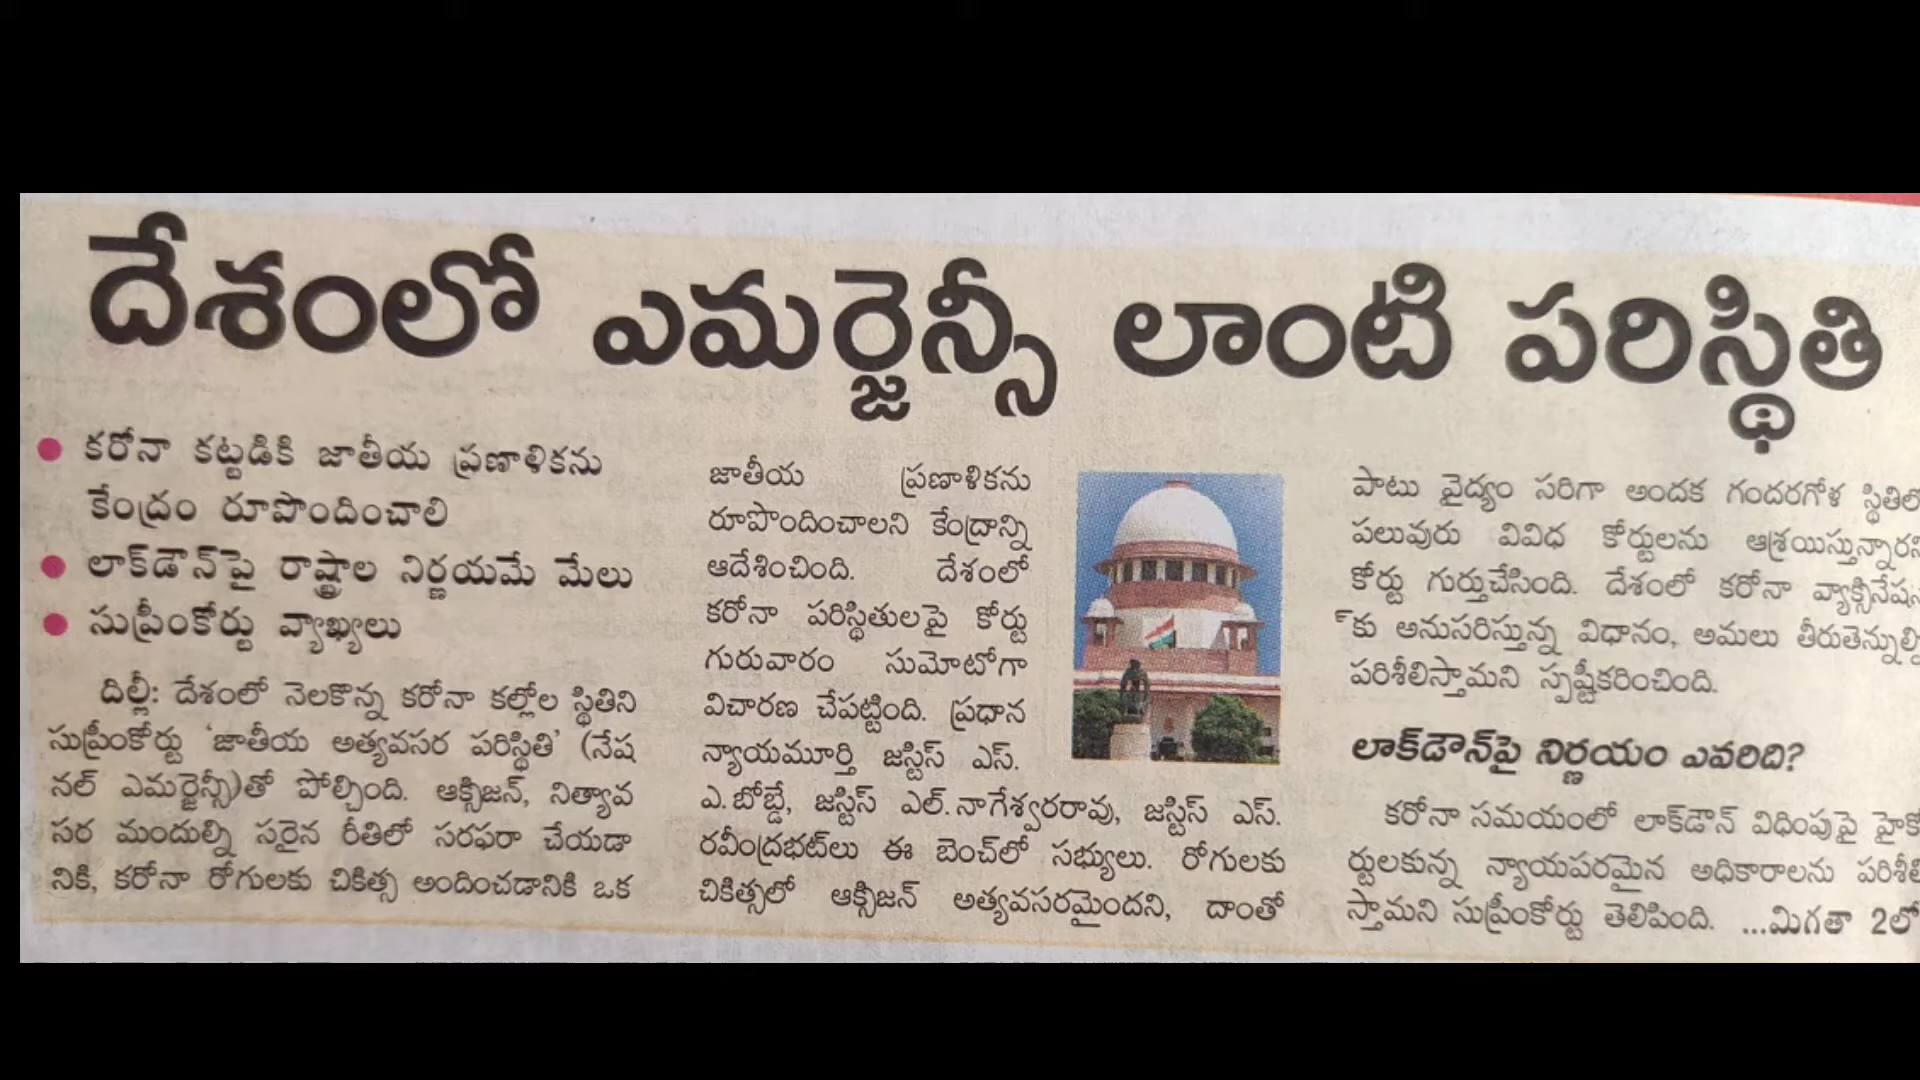 దేశంలో ఎమర్జెన్సీ లాంటి పరిస్థితి
● కరోనా కట్టడికి జాతీయ ప్రణాళికను
కేంద్రం రూపొందించాలి
● లాక్‌డౌన్‌పై రాష్ట్రాల నిర్ణయమే మేలు
● సుప్రీంకోర్టు వ్యాఖ్యలు
దిల్లీ: దేశంలో నెలకొన్న కరోనా కల్లోల స్థితిని
సుప్రీంకోర్టు ‘జాతీయ అత్యవసర పరిస్థితి’ (నేష
నల్ ఎమర్జెన్సీ)తో పోల్చింది. ఆక్సిజన్, నిత్యావ
సర మందుల్ని సరైన రీతిలో సరఫరా చేయడా
నికి, కరోనా రోగులకు చికిత్స అందించడానికి ఒక
జాతీయ ప్రణాళికను
రూపొందించాలని కేంద్రాన్ని
ఆదేశించింది. దేశంలో
కరోనా పరిస్థితులపై కోర్టు
గురువారం సుమోటోగా
విచారణ చేపట్టింది. ప్రధాన
న్యాయమూర్తి జస్టిస్ ఎస్.
ఎ.బోబ్డే, జస్టిస్ ఎల్.నాగేశ్వరరావు, జస్టిస్ ఎస్.
రవీంద్రభట్‌లు ఈ బెంచ్‌లో సభ్యులు. రోగులకు
చికిత్సలో ఆక్సిజన్ అత్యవసరమైందని, దాంతో
పాటు వైద్యం సరిగా అందక గందరగోళ స్థితిలో
పలువురు వివిధ కోర్టులను ఆశ్రయిస్తున్నారని
కోర్టు గుర్తుచేసింది. దేశంలో కరోనా వ్యాక్సినేషన
్‌కు అనుసరిస్తున్న విధానం, అమలు తీరుతెన్నుల్ని
పరిశీలిస్తామని స్పష్టీకరించింది.
లాక్‌డౌన్‌పై నిర్ణయం ఎవరిది?
కరోనా సమయంలో లాక్‌డౌన్ విధింపుపై హైకో
ర్టులకున్న న్యాయపరమైన అధికారాలను పరిశీలి
స్తామని సుప్రీంకోర్టు తెలిపింది. ...మిగతా 2లో